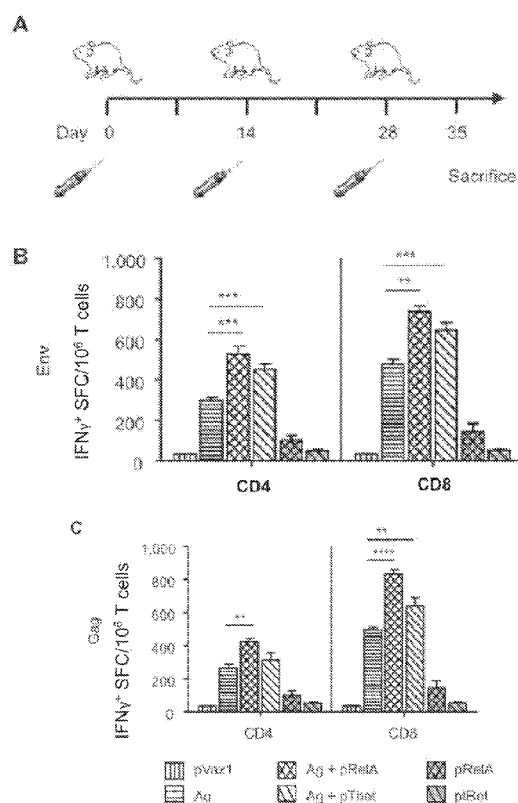 A
Day 0 14 28 35
Sacrifice
B
Env
IFNγ+ SFC/10⁶ T cells
1,000
800
600
400
200
0
***
***
***
**
CD4 CD8
C
Gag
IFNγ+ SFC/10⁶ T cells
1,000
800
600
400
200
0
**
**
****
CD4 CD8
pVax1 Ag + pRelA pRelA
Ag Ag + pTbet ptBet